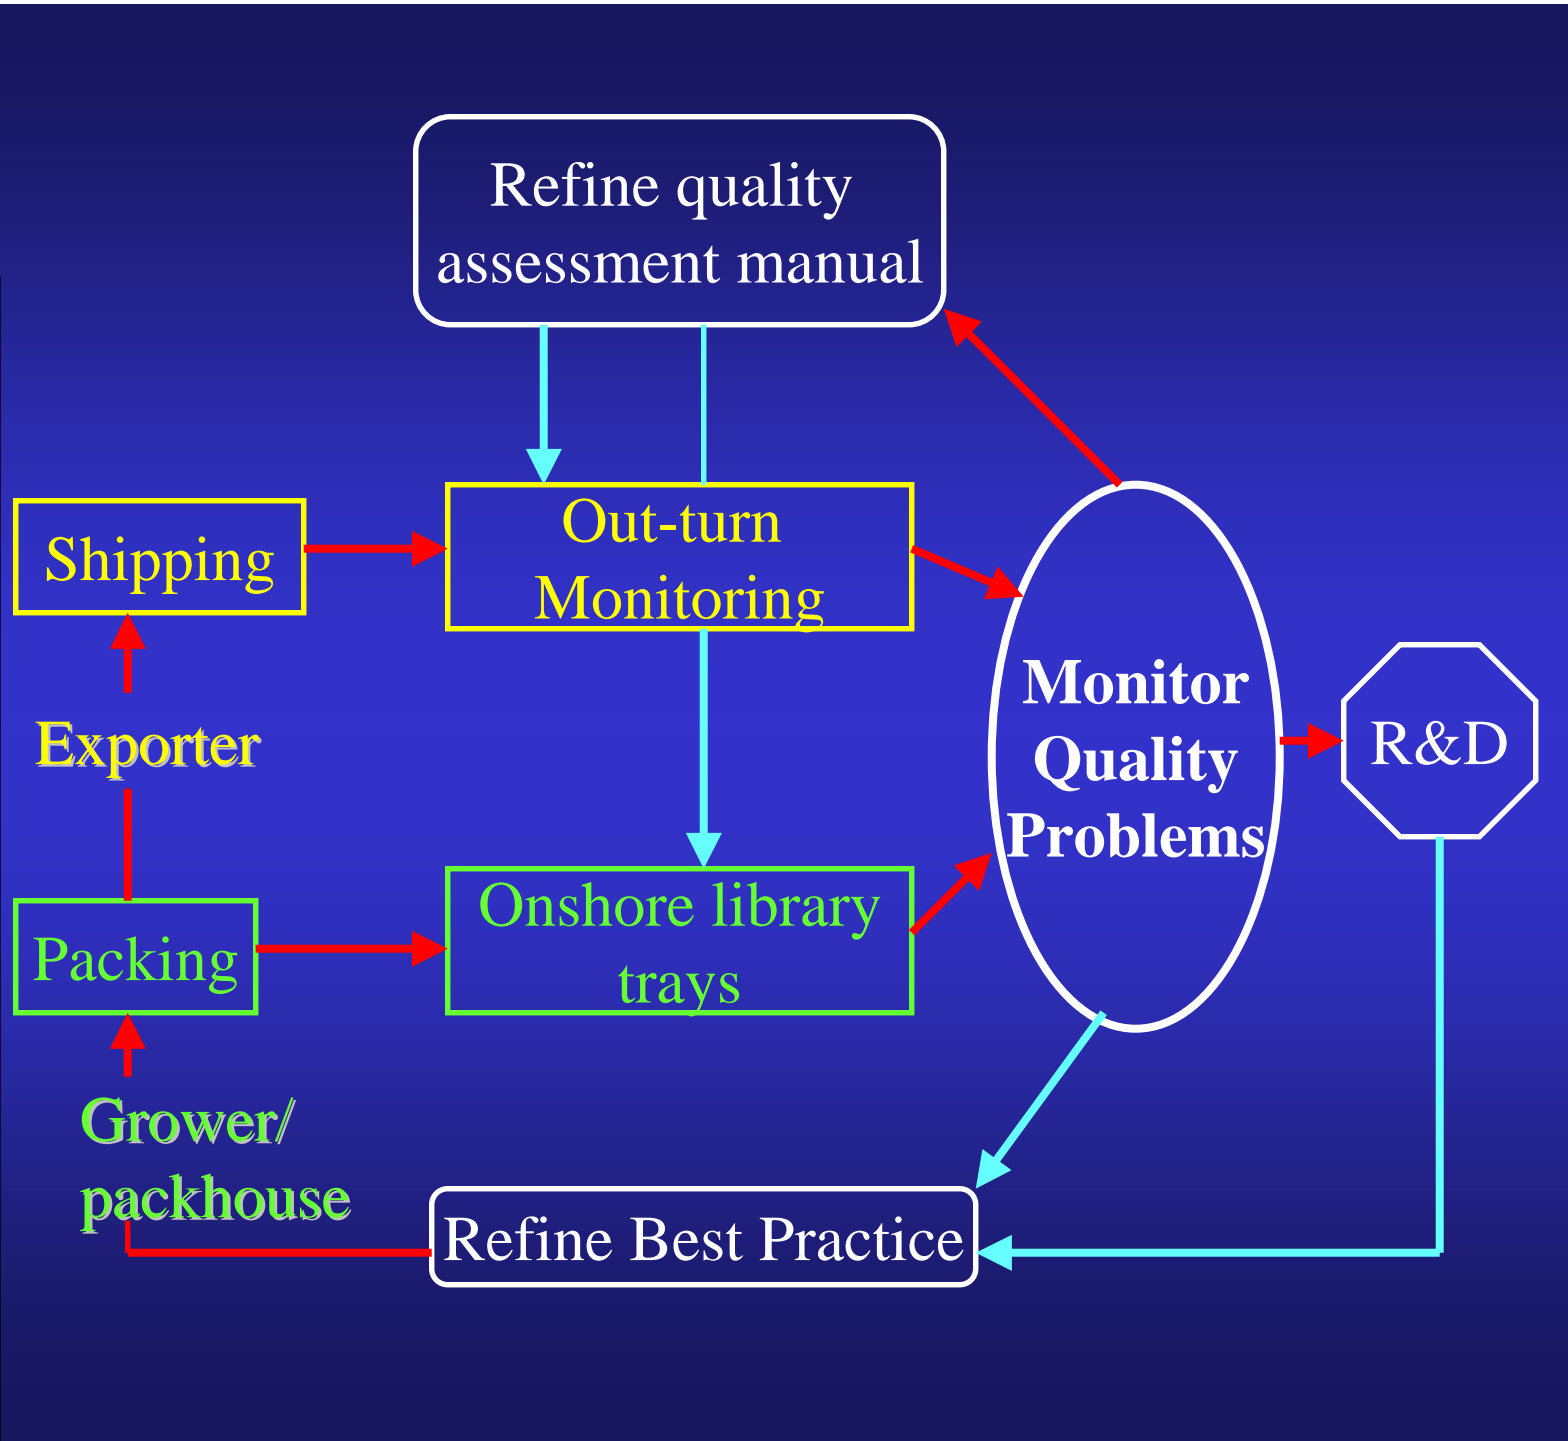 Refine quality
assessment manual
Shipping
Out-turn
Monitoring
Exporter
Monitor
Quality
Problems
R&D
Packing
Onshore library
trays
Grower/
packhouse
Refine Best Practice